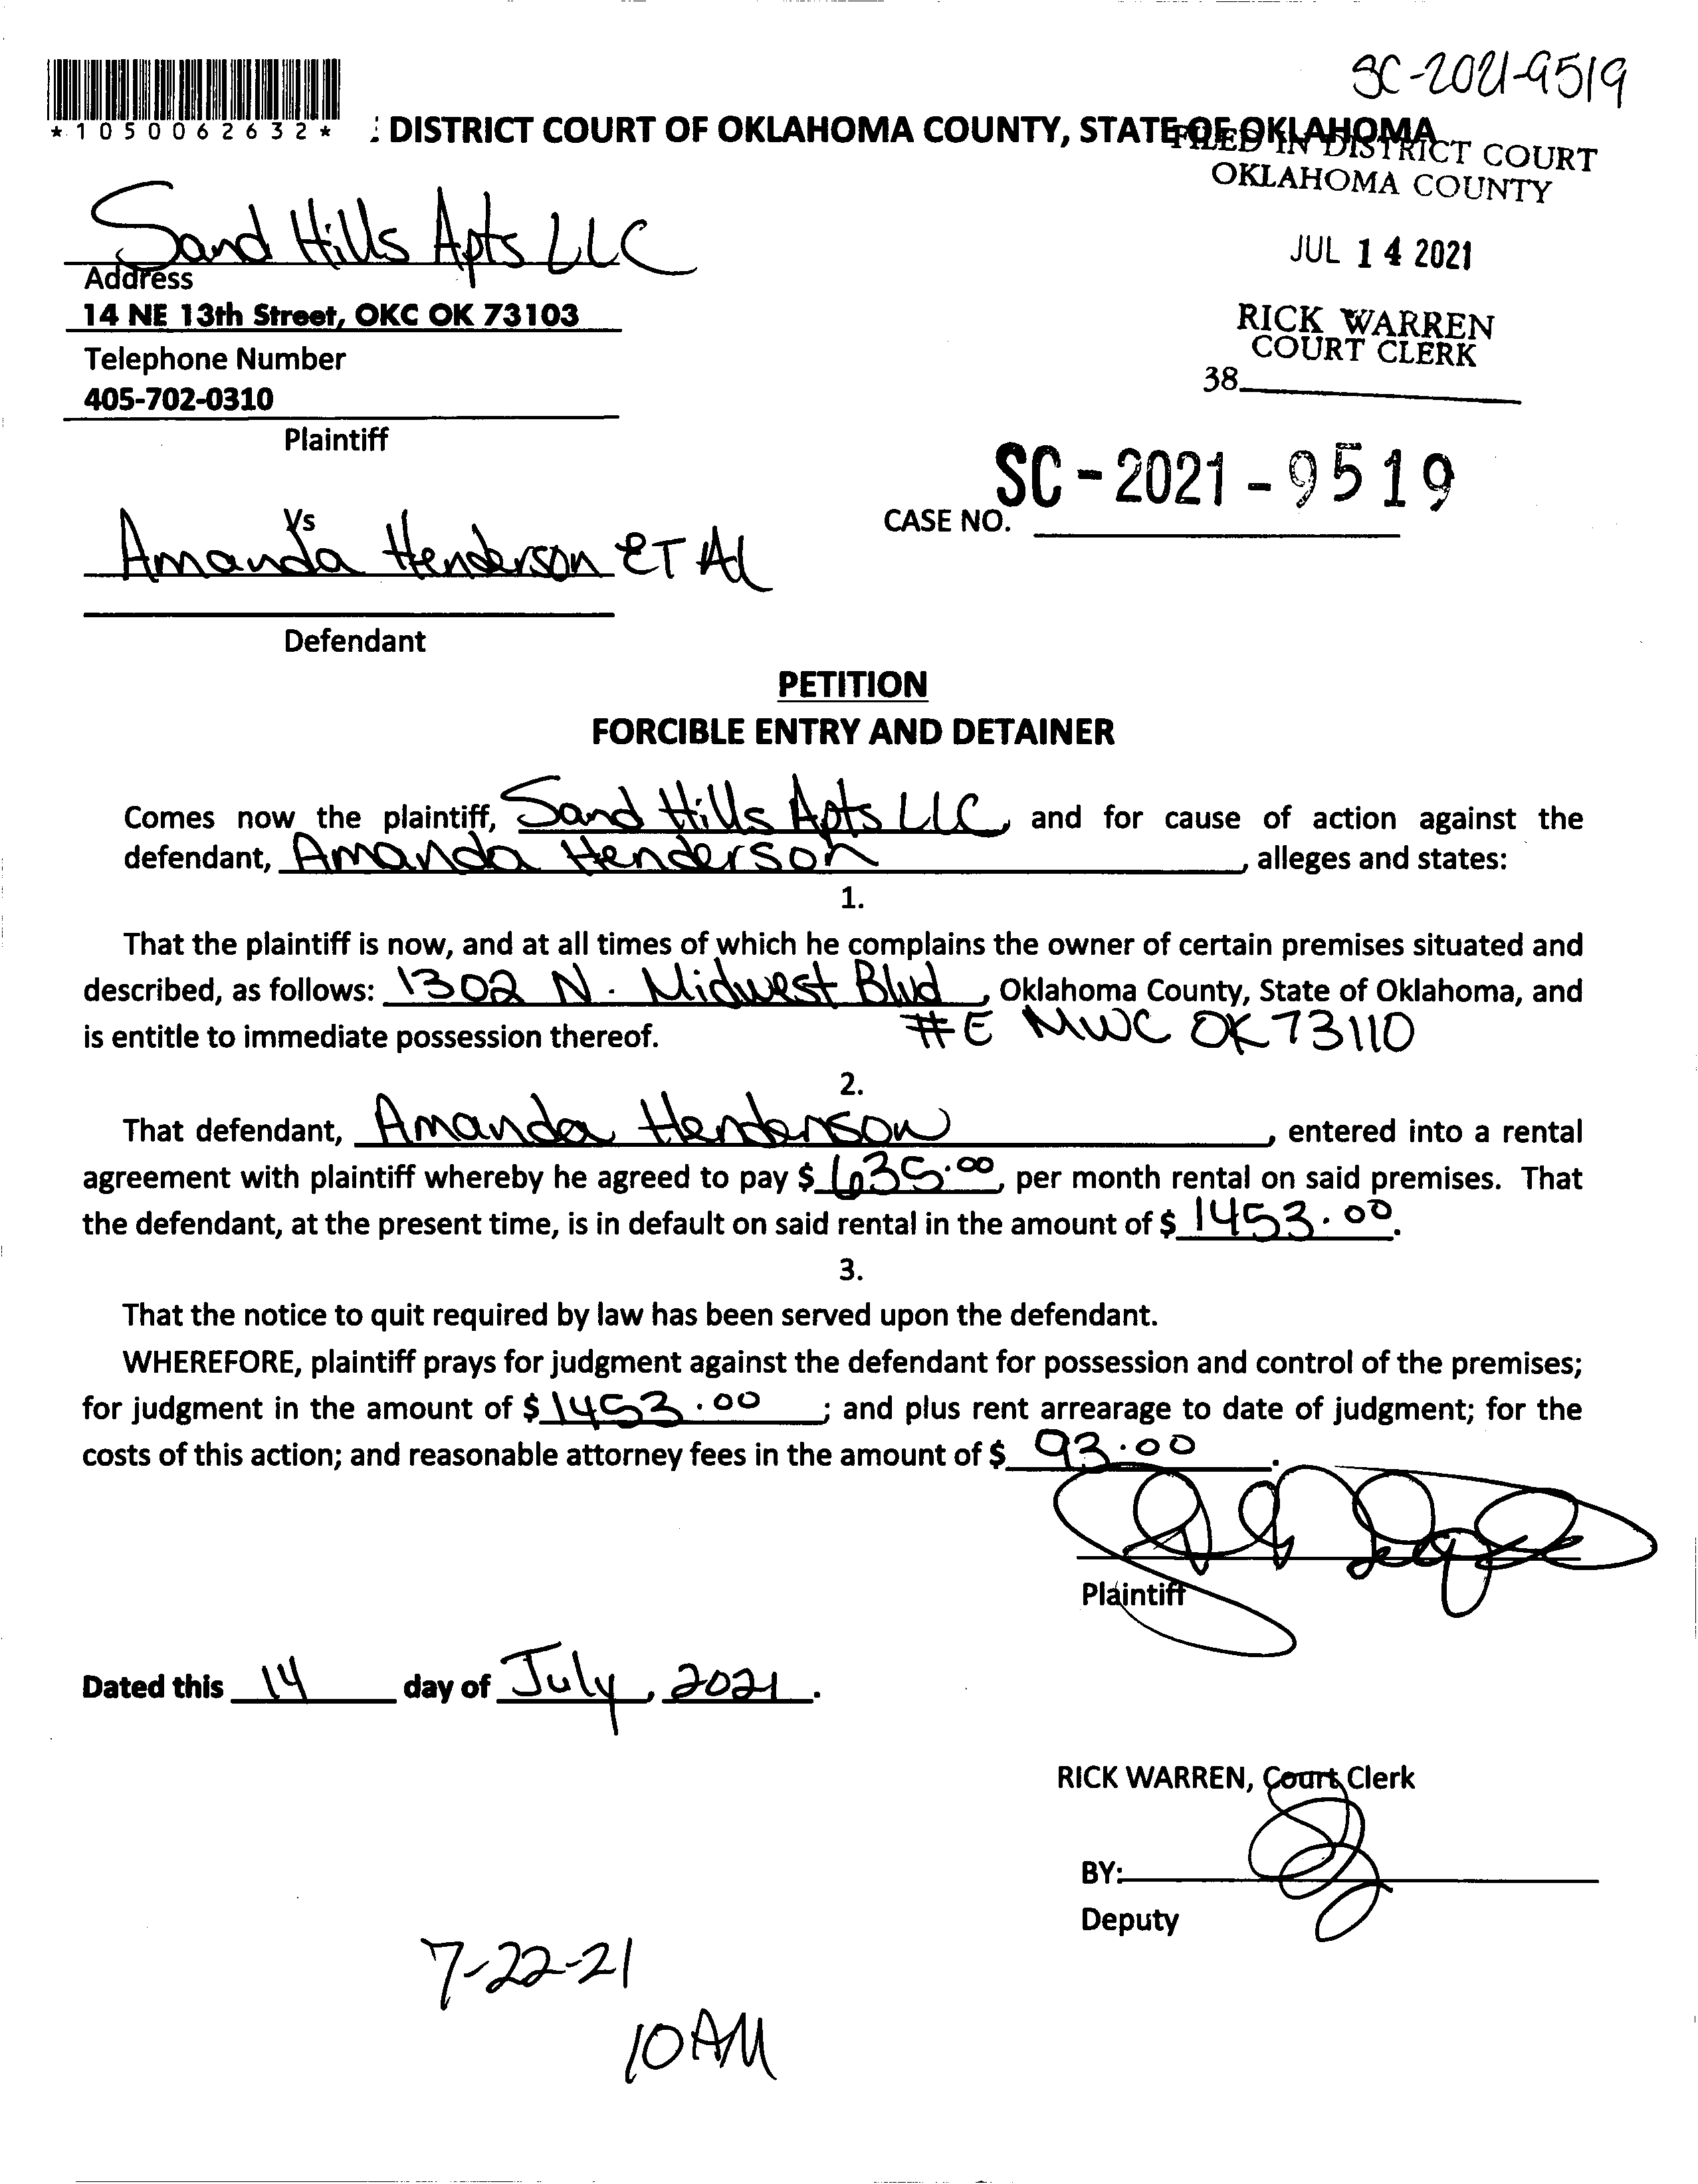 SC-2021-9519
*1050062632*
: DISTRICT COURT OF OKLAHOMA COUNTY, STATE OF OKLAHOMA
FILED IN DISTRICT COURT
OKLAHOMA COUNTY
JUL 14 2021
RICK WARREN
COURT CLERK
38
Sand Hills Apts LLC
Address
14 NE 13th Street, OKC OK 73103
Telephone Number
405-702-0310
Plaintiff
SC-2021-9519
CASE NO.
Vs
Amanda Henderson ET Al
Defendant
PETITION
FORCIBLE ENTRY AND DETAINER
Comes now the plaintiff, Sand Hills Apts LLC, and for cause of action against the
defendant, Amanda Henderson, alleges and states:
1.
That the plaintiff is now, and at all times of which he complains the owner of certain premises situated and
described, as follows: 1302 N. Midwest Blvd, Oklahoma County, State of Oklahoma, and
is entitle to immediate possession thereof. #E MWC OK 73110
2.
That defendant, Amanda Henderson, entered into a rental
agreement with plaintiff whereby he agreed to pay $ 635.00, per month rental on said premises. That
the defendant, at the present time, is in default on said rental in the amount of $ 1453.00.
3.
That the notice to quit required by law has been served upon the defendant.
WHEREFORE, plaintiff prays for judgment against the defendant for possession and control of the premises;
for judgment in the amount of $ 1453.00; and plus rent arrearage to date of judgment; for the
costs of this action; and reasonable attorney fees in the amount of $ 93.00.
Plaintiff
Dated this 14 day of July, 2021.
RICK WARREN, Court Clerk
BY:
Deputy
7-22-21
10AM